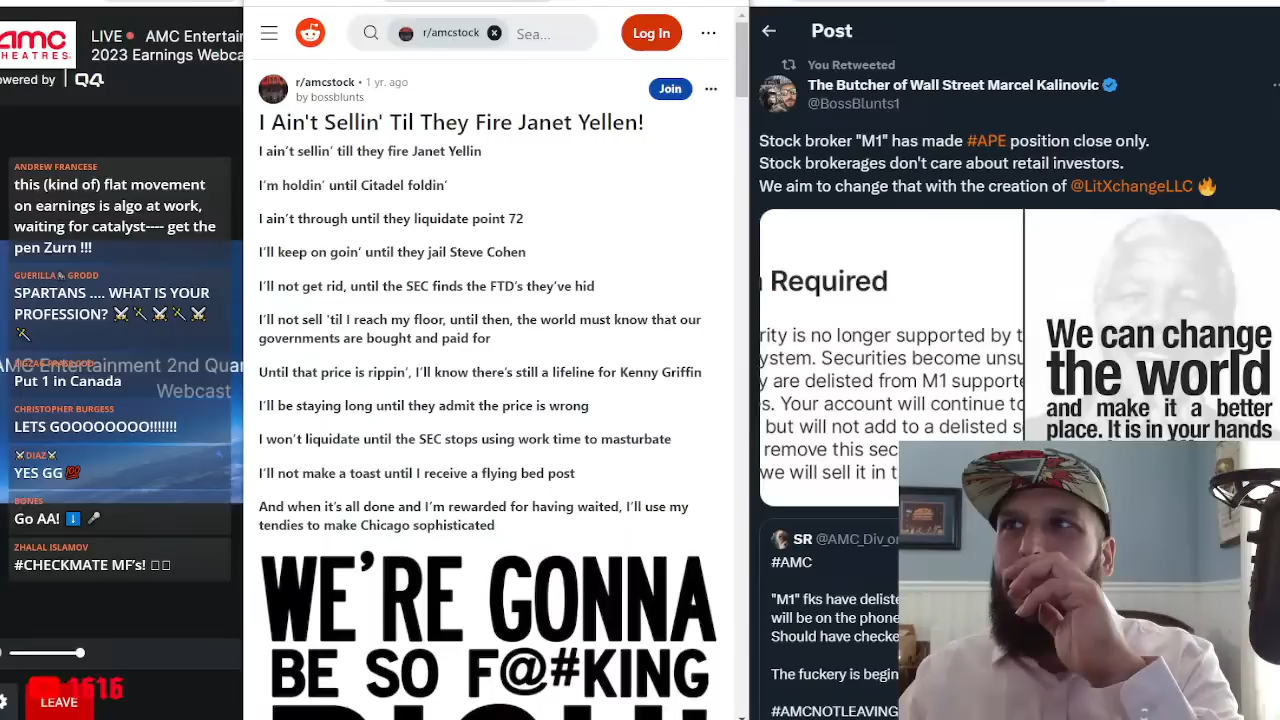 amc
THEATRES
LIVE AMC Entertain
2023 Earnings Webca
powered by | Q4
ANDREW FRANCESE
this (kind of) flat movement
on earnings is algo at work,
waiting for catalyst---- get the
pen Zurn !!!
GUERILLA🦍GRODD
SPARTANS .... WHAT IS YOUR
PROFESSION? ⚔️ ⚔️ ⚔️
AMC Entertainment 2nd Quar
Webcast
Put 1 in Canada
CHRISTOPHER BURGESS
LETS GOOOOOOOO!!!!!!!
⚔️DIAZ⚔️
YES GG💯
BONES
Go AA! ⬇️ 🎤
ZHALAL ISLAMOV
#CHECKMATE MF's!
1616
LEAVE
r/amcstock
Sea...
Log In
r/amcstock • 1 yr. ago
by bossblunts
Join
I Ain't Sellin' Til They Fire Janet Yellen!
I ain't sellin' till they fire Janet Yellin
I'm holdin' until Citadel foldin'
I ain't through until they liquidate point 72
I'll keep on goin' until they jail Steve Cohen
I'll not get rid, until the SEC finds the FTD's they've hid
I'll not sell 'til I reach my floor, until then, the world must know that our
governments are bought and paid for
Until that price is rippin', I'll know there's still a lifeline for Kenny Griffin
I'll be staying long until they admit the price is wrong
I won't liquidate until the SEC stops using work time to masturbate
I'll not make a toast until I receive a flying bed post
And when it's all done and I'm rewarded for having waited, I'll use my
tendies to make Chicago sophisticated
WE'RE GONNA
BE SO F@#KING
RICH!
Post
You Retweeted
The Butcher of Wall Street Marcel Kalinovic
@BossBlunts1
Stock broker "M1" has made #APE position close only.
Stock brokerages don't care about retail investors.
We aim to change that with the creation of @LitXchangeLLC 🔥
Required
rity is no longer supported by t
ystem. Securities become unsu
y are delisted from M1 supporte
s. Your account will continue to
but will not add to a delisted se
remove this sec
we will sell it in t
We can change
the world
and make it a better
place. It is in your hands
SR @AMC_Div_or
#AMC
"M1" fks have deliste
will be on the phone
Should have checke
The fuckery is begin
#AMCNOTLEAVING